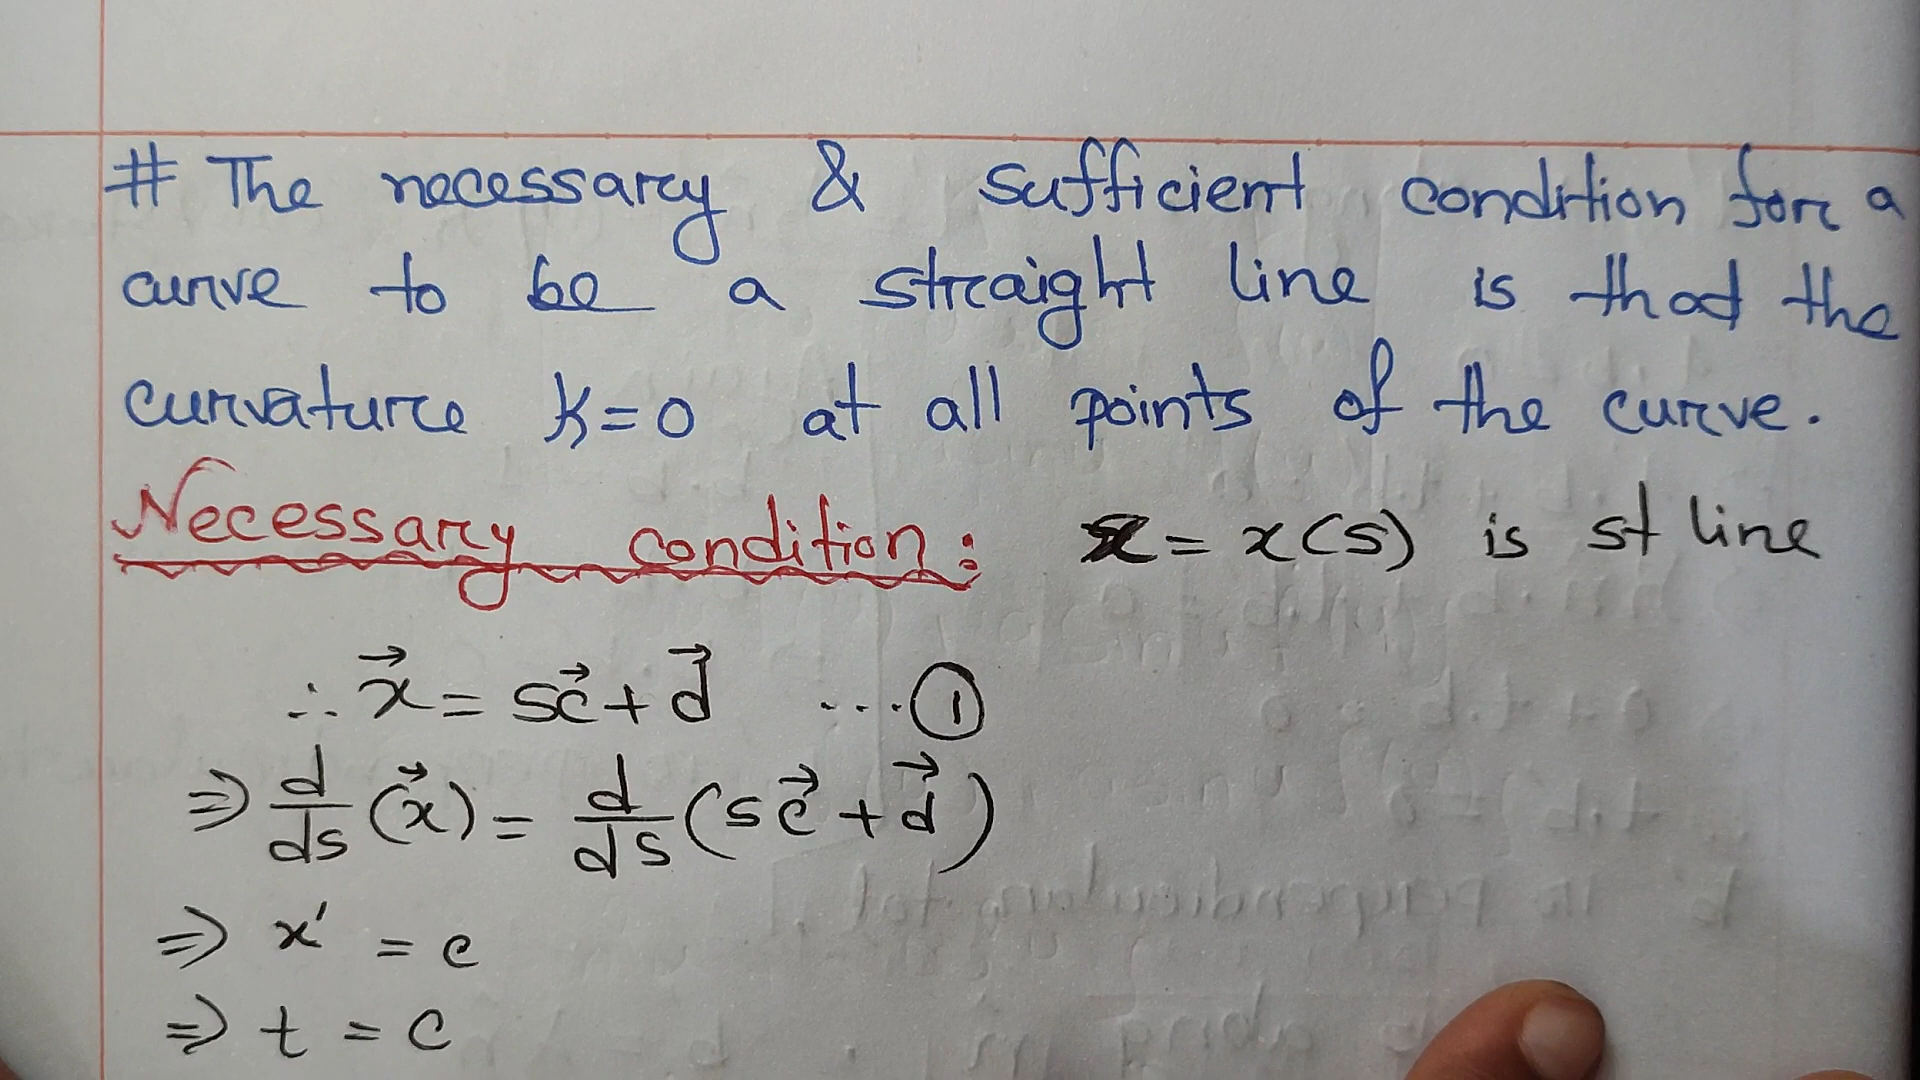 # The necessary & sufficient condition for a
curve to be a straight line is that the
curvature K=0 at all points of the curve.
Necessary condition: x = x(s) is st line
∴ x⃗ = sc⃗ + d⃗ ...①
⇒ d/ds (x⃗) = d/ds (sc⃗ + d⃗)
⇒ x' = c
⇒ t = c